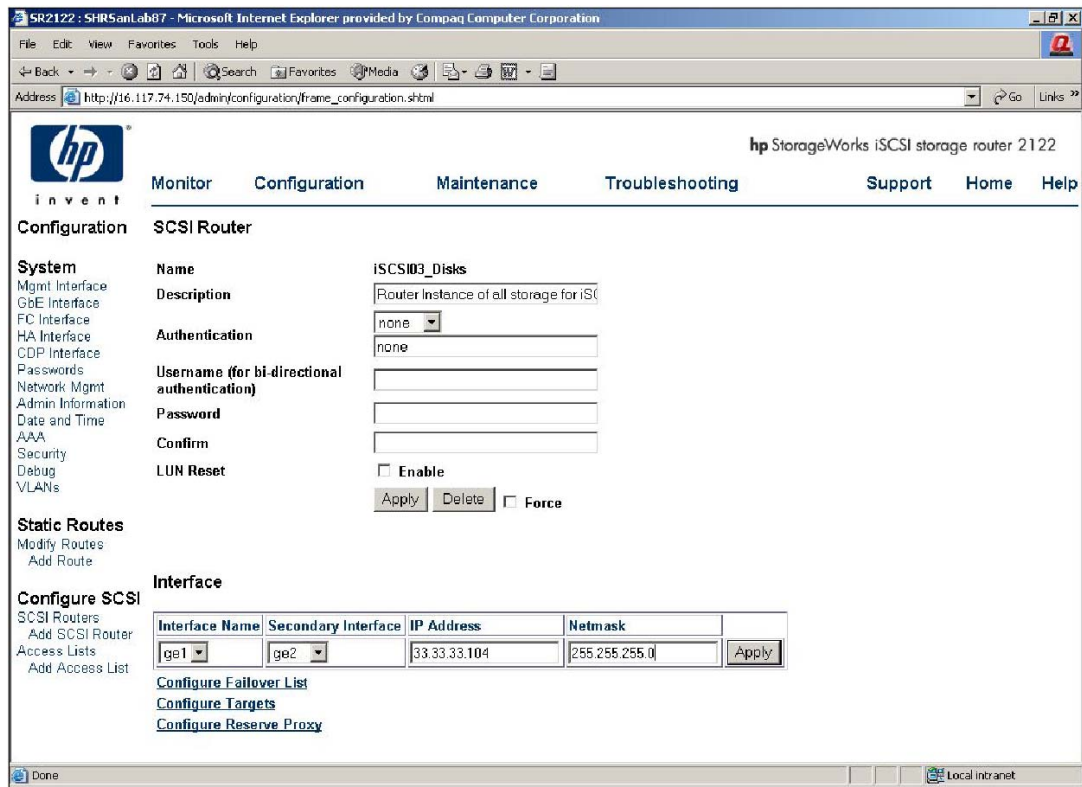 SR2122 : SHRSanLab87 - Microsoft Internet Explorer provided by Compaq Computer Corporation
File Edit View Favorites Tools Help
Back Search Favorites Media
Address http://16.117.74.150/admin/configuration/frame_configuration.shtml Go Links »
hp
invent
hp StorageWorks iSCSI storage router 2122
Monitor Configuration Maintenance Troubleshooting Support Home Help
Configuration
System
Mgmt Interface
GbE Interface
FC Interface
HA Interface
CDP Interface
Passwords
Network Mgmt
Admin Information
Date and Time
AAA
Security
Debug
VLANs
Static Routes
Modify Routes
Add Route
Configure SCSI
SCSI Routers
Add SCSI Router
Access Lists
Add Access List
SCSI Router
Name iSCSI03_Disks
Description Router Instance of all storage for iSC
Authentication none
none
Username (for bi-directional
authentication)
Password
Confirm
LUN Reset Enable
Apply Delete Force
Interface
Interface Name Secondary Interface IP Address Netmask
ge1 ge2 33.33.33.104 255.255.255.0 Apply
Configure Failover List
Configure Targets
Configure Reserve Proxy
Done Local intranet